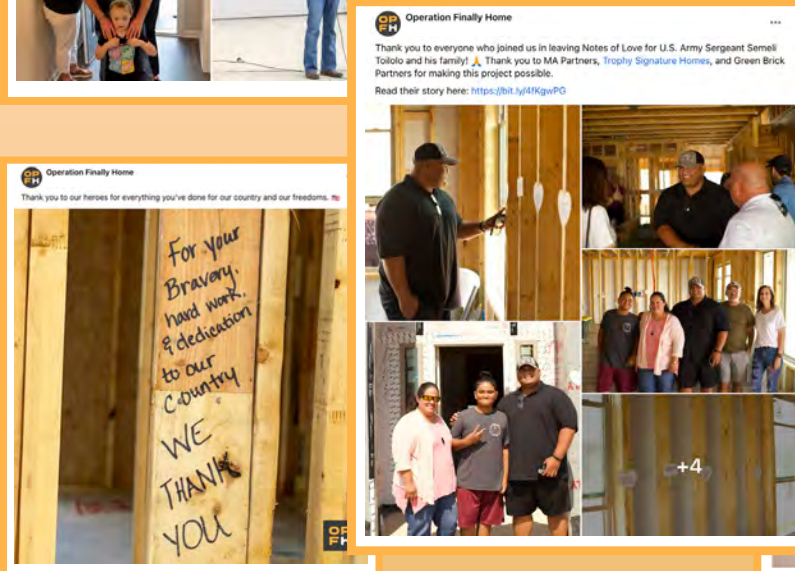 OP
FH
Operation Finally Home
Thank you to everyone who joined us in leaving Notes of Love for U.S. Army Sergeant Semeli
Toilolo and his family! 🙏 Thank you to MA Partners, Trophy Signature Homes, and Green Brick
Partners for making this project possible.
Read their story here: https://bit.ly/4fKgwPG
+4
OP
FH
Operation Finally Home
Thank you to our heroes for everything you've done for our country and our freedoms. 🇺🇸
For your
Bravery,
hard work,
& dedication
to our
Country
WE
THANK
YOU
OP
FH